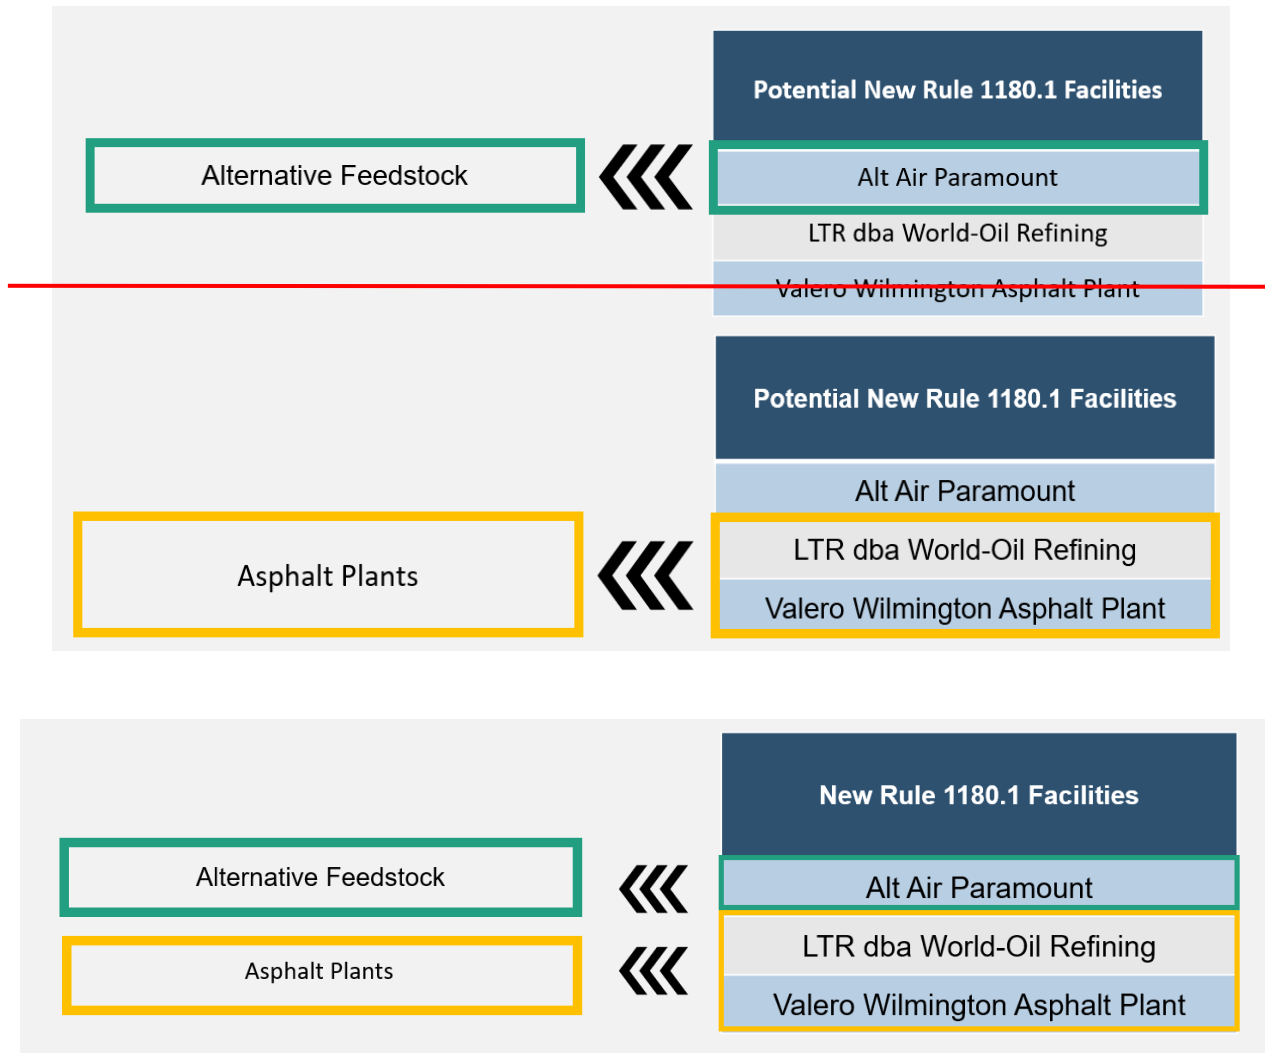 Potential New Rule 1180.1 Facilities
Alternative Feedstock
Alt Air Paramount
LTR dba World-Oil Refining
Valero Wilmington Asphalt Plant
Potential New Rule 1180.1 Facilities
Alt Air Paramount
LTR dba World-Oil Refining
Asphalt Plants
Valero Wilmington Asphalt Plant
New Rule 1180.1 Facilities
Alternative Feedstock
Alt Air Paramount
LTR dba World-Oil Refining
Asphalt Plants
Valero Wilmington Asphalt Plant